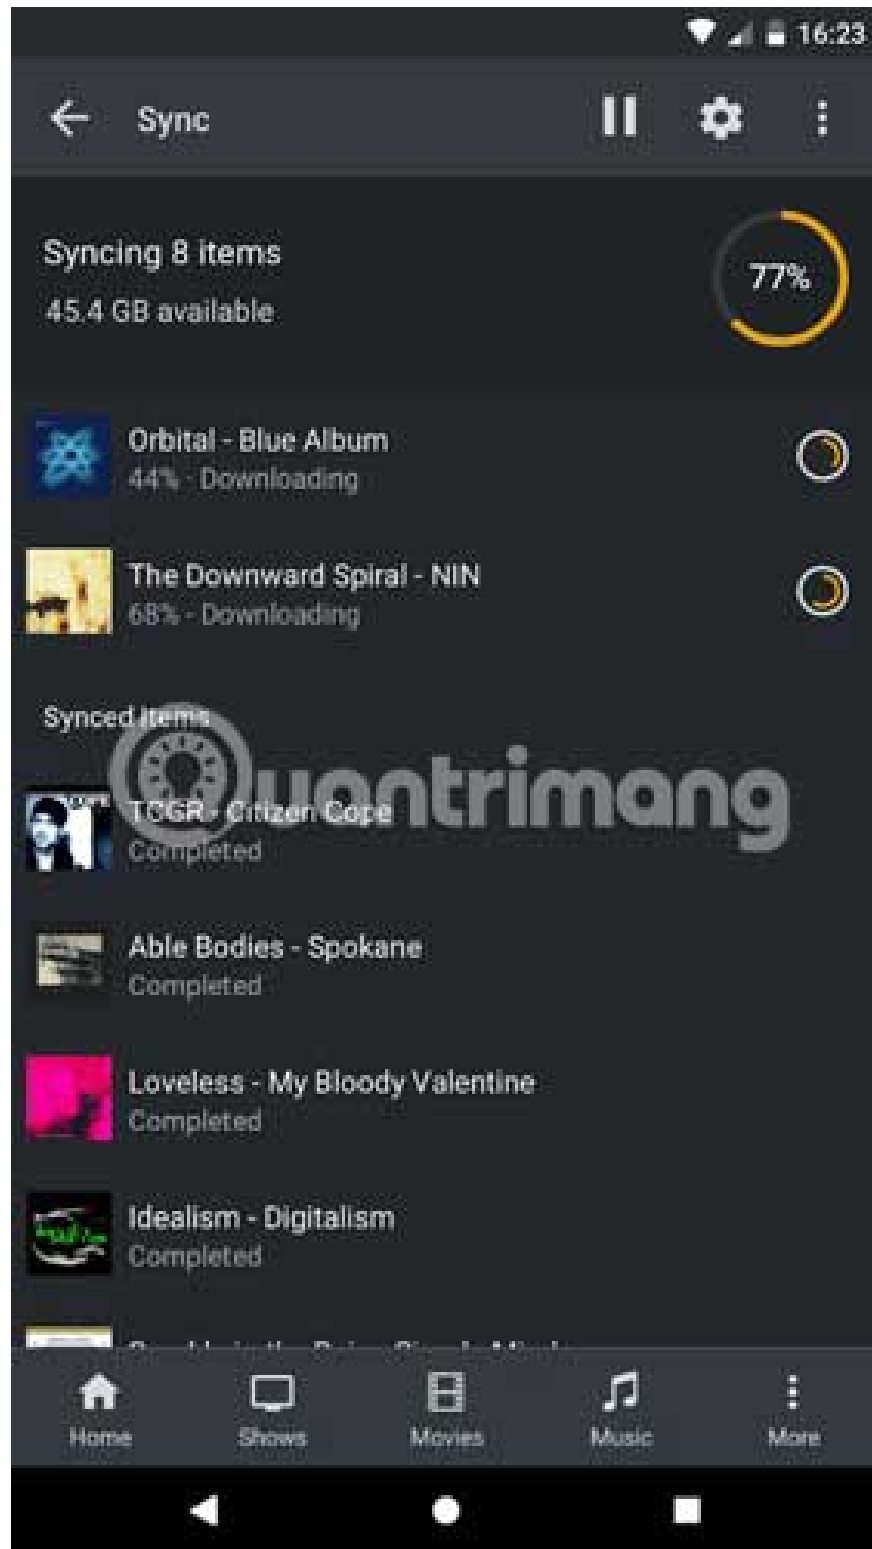 16:23
Sync
Syncing 8 items
77%
45.4 GB available
Orbital - Blue Album
44% - Downloading
The Downward Spiral - NIN
68% - Downloading
Synced Items
Quantrimang
TCGR - Citizen Cope
Completed
Able Bodies - Spokane
Completed
Loveless - My Bloody Valentine
Completed
Idealism - Digitalism
Completed
Home
Shows
Movies
Music
More